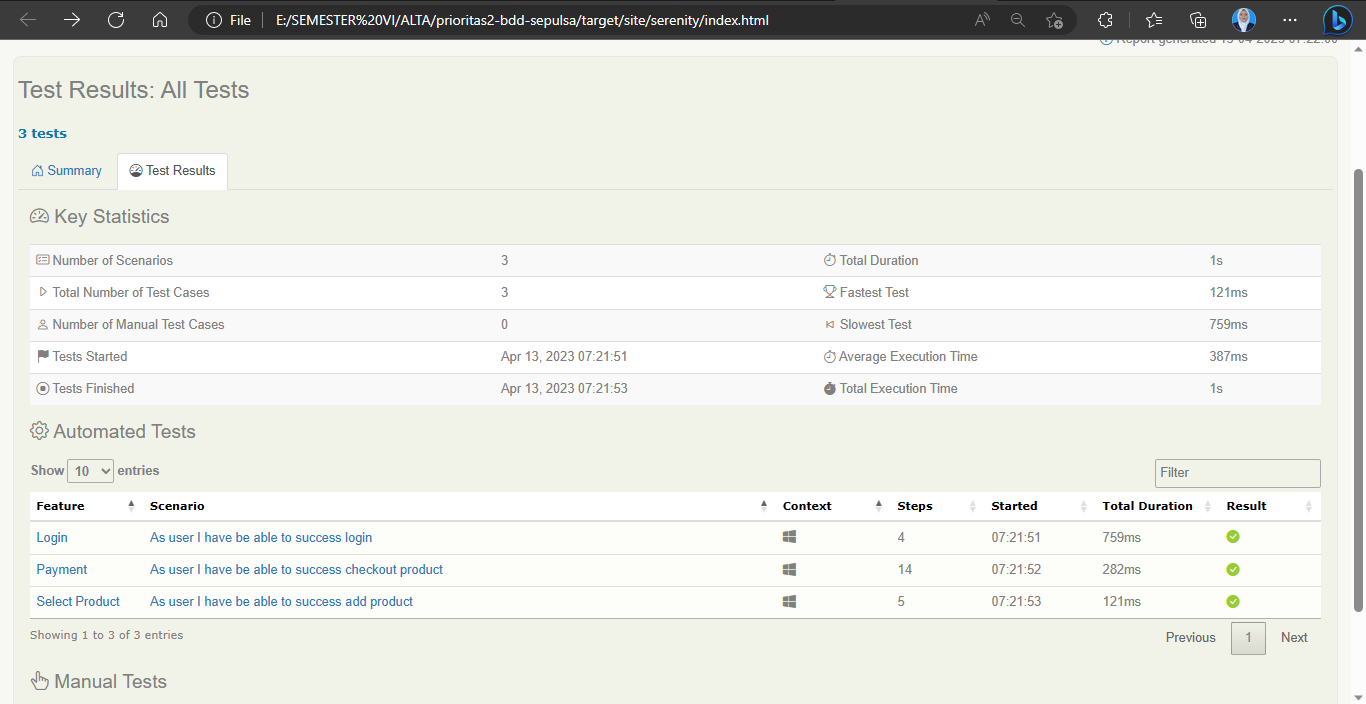 File E:/SEMESTER%20VI/ALTA/prioritas2-bdd-sepulsa/target/site/serenity/index.html
Report generated 13-04-2023 07:22:00
Test Results: All Tests
3 tests
Summary Test Results
Key Statistics
Number of Scenarios 3 Total Duration 1s
Total Number of Test Cases 3 Fastest Test 121ms
Number of Manual Test Cases 0 Slowest Test 759ms
Tests Started Apr 13, 2023 07:21:51 Average Execution Time 387ms
Tests Finished Apr 13, 2023 07:21:53 Total Execution Time 1s
Automated Tests
Show 10 entries Filter
Feature Scenario Context Steps Started Total Duration Result
Login As user I have be able to success login 4 07:21:51 759ms
Payment As user I have be able to success checkout product 14 07:21:52 282ms
Select Product As user I have be able to success add product 5 07:21:53 121ms
Showing 1 to 3 of 3 entries Previous 1 Next
Manual Tests